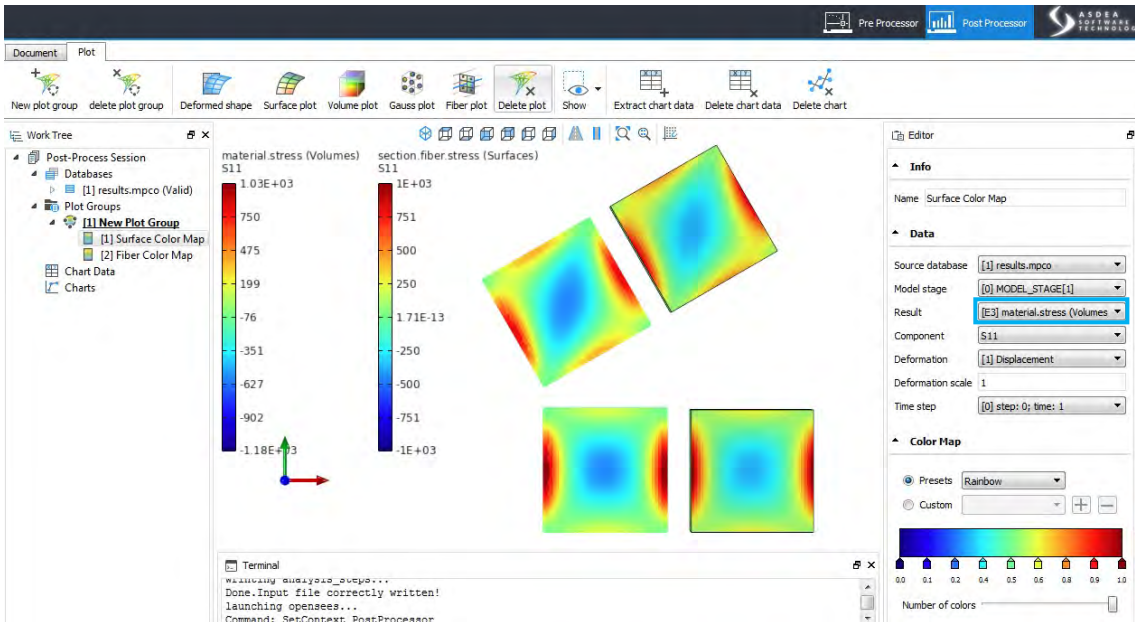 Pre Processor
Post Processor
ASDEA
SOFTWARE
TECHNOLOG
Document
Plot
New plot group
delete plot group
Deformed shape
Surface plot
Volume plot
Gauss plot
Fiber plot
Delete plot
Show
Extract chart data
Delete chart data
Delete chart
Work Tree
Post-Process Session
Databases
[1] results.mpco (Valid)
Plot Groups
[1] New Plot Group
[1] Surface Color Map
[2] Fiber Color Map
Chart Data
Charts
material.stress (Volumes)
S11
1.03E+03
750
475
199
-76
-351
-627
-902
-1.18E+03
section.fiber.stress (Surfaces)
S11
1E+03
751
500
250
1.71E-13
-250
-500
-751
-1E+03
Terminal
writing analysis_steps...
Done.Input file correctly written!
launching opensees...
Command: SetContext PostProcessor
Editor
Info
Name Surface Color Map
Data
Source database [1] results.mpco
Model stage [0] MODEL_STAGE[1]
Result [E3] material.stress (Volumes
Component S11
Deformation [1] Displacement
Deformation scale 1
Time step [0] step: 0; time: 1
Color Map
Presets Rainbow
Custom
0.0 0.1 0.2 0.4 0.5 0.6 0.8 0.9 1.0
Number of colors